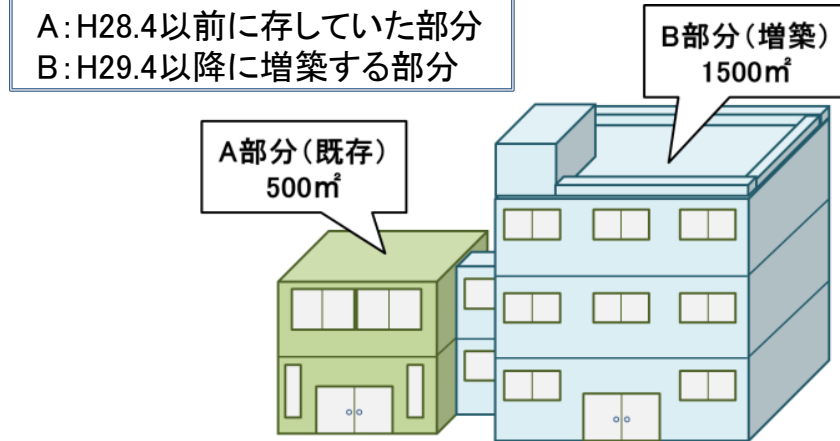 A:H28.4以前に存していた部分
B:H29.4以降に増築する部分
B部分(増築)
1500㎡
A部分(既存)
500㎡